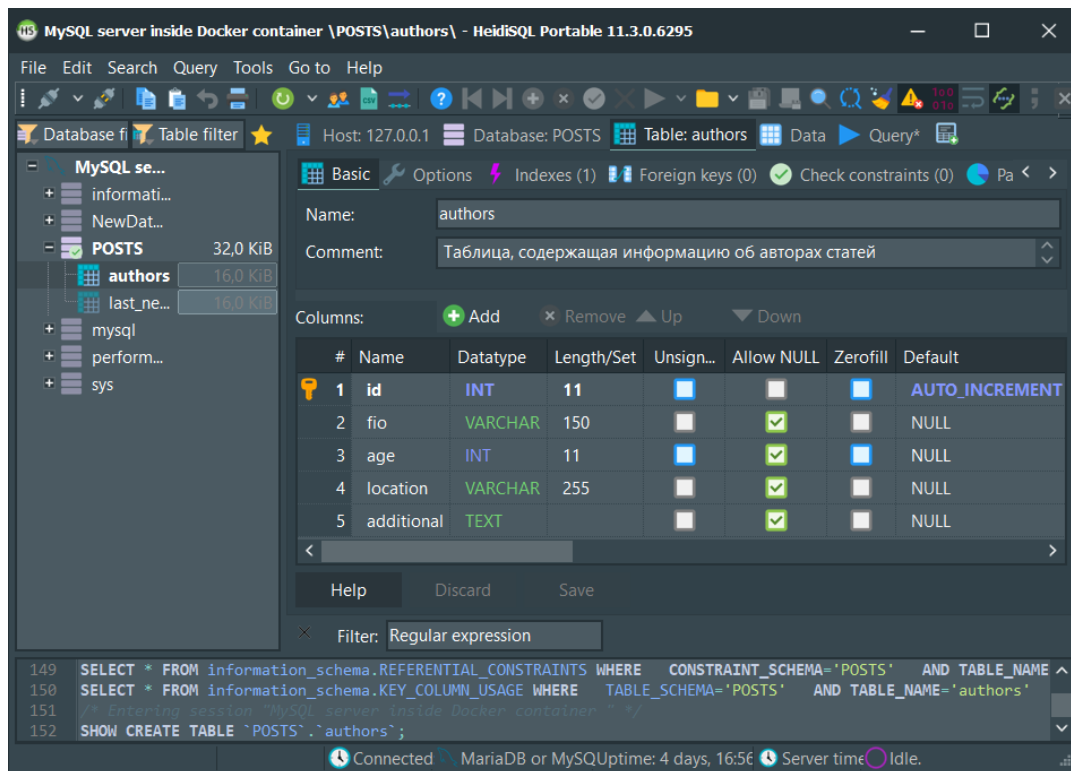 MySQL server inside Docker container \POSTS\authors\ - HeidiSQL Portable 11.3.0.6295
File Edit Search Query Tools Go to Help
Database fi Table filter Host: 127.0.0.1 Database: POSTS Table: authors Data Query*
MySQL se...
informati...
NewDat...
POSTS 32,0 KiB
authors 16,0 KiB
last_ne... 16,0 KiB
mysql
perform...
sys
Basic Options Indexes (1) Foreign keys (0) Check constraints (0) Pa
Name: authors
Comment: Таблица, содержащая информацию об авторах статей
Columns: Add Remove Up Down
# Name Datatype Length/Set Unsign... Allow NULL Zerofill Default
1 id INT 11 AUTO_INCREMENT
2 fio VARCHAR 150 NULL
3 age INT 11 NULL
4 location VARCHAR 255 NULL
5 additional TEXT NULL
Help Discard Save
Filter: Regular expression
149 SELECT * FROM information_schema.REFERENTIAL_CONSTRAINTS WHERE CONSTRAINT_SCHEMA='POSTS' AND TABLE_NAME
150 SELECT * FROM information_schema.KEY_COLUMN_USAGE WHERE TABLE_SCHEMA='POSTS' AND TABLE_NAME='authors'
151 /* Entering session "MySQL server inside Docker container " */
152 SHOW CREATE TABLE `POSTS`.`authors`;
Connected MariaDB or MySQ Uptime: 4 days, 16:56 Server time Idle.